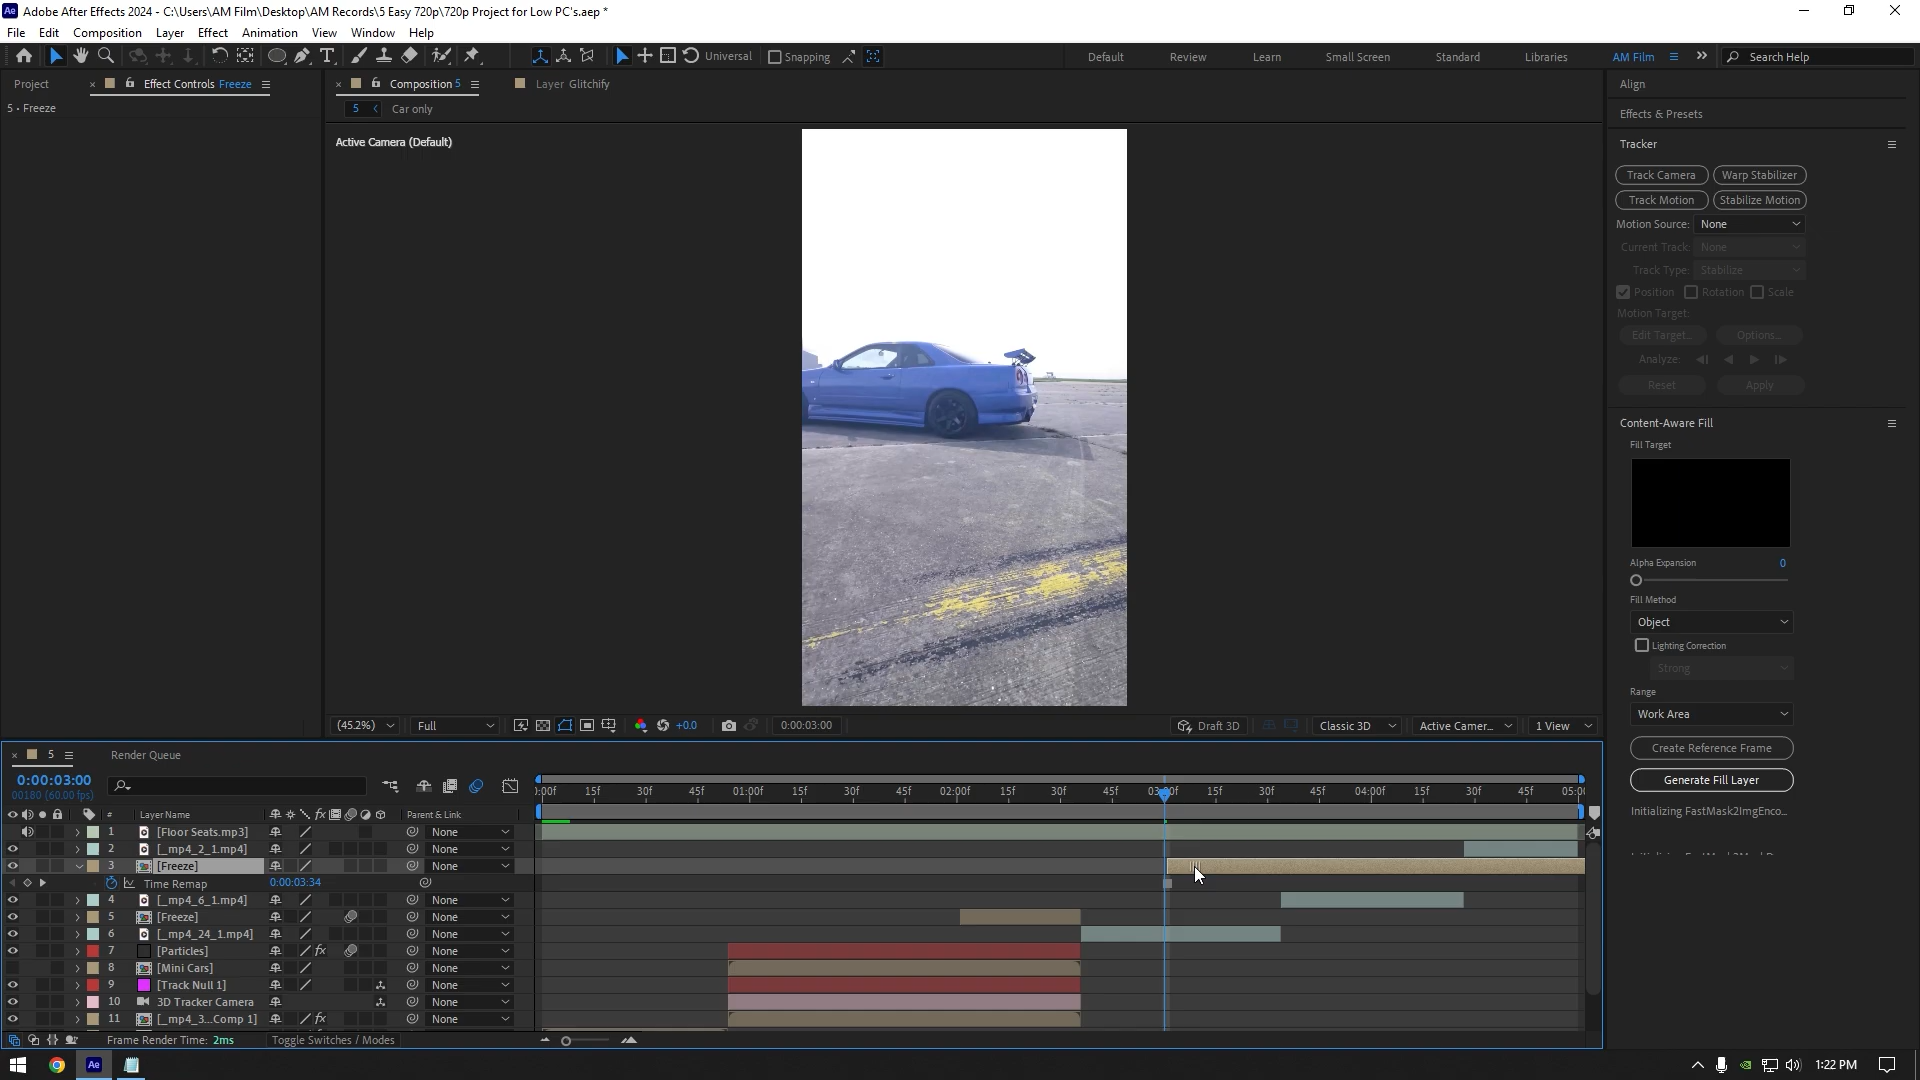 Adobe After Effects 2024 - C:\Users\AM Film\Desktop\AM Records\5 Easy 720p\720p Project for Low PC's.aep *
File Edit Composition Layer Effect Animation View Window Help
Universal Snapping Default Review Learn Small Screen Standard Libraries AM Film Search Help
Project Effect Controls Freeze
5 • Freeze
Composition 5 Layer Glitchify
5 Car only
Active Camera (Default)
Align
Effects & Presets
Tracker
Track Camera Warp Stabilizer
Track Motion Stabilize Motion
Motion Source: None
Current Track: None
Track Type: Stabilize
Position Rotation Scale
Motion Target:
Edit Target... Options...
Analyze:
Reset Apply
Content-Aware Fill
Fill Target
Alpha Expansion 0
Fill Method
Object
Lighting Correction
Strong
Range
Work Area
Create Reference Frame
Generate Fill Layer
Initializing FastMask2ImgEnco...
(45.2%) Full +0.0 0:00:03:00 Draft 3D Classic 3D Active Camer... 1 View
5 Render Queue
0:00:03:00
00180 (60.00 fps)
:00f 15f 30f 45f 01:00f 15f 30f 45f 02:00f 15f 30f 45f 03:00f 15f 30f 45f 04:00f 15f 30f 45f 05:00
# Layer Name Parent & Link
1 [Floor Seats.mp3] None
2 [_mp4_2_1.mp4] None
3 [Freeze] None
Time Remap 0:00:03:34
4 [_mp4_6_1.mp4] None
5 [Freeze] None
6 [_mp4_24_1.mp4] None
7 [Particles] None
8 [Mini Cars] None
9 [Track Null 1] None
10 3D Tracker Camera None
11 [_mp4_3...Comp 1] None
Frame Render Time: 2ms Toggle Switches / Modes
1:22 PM